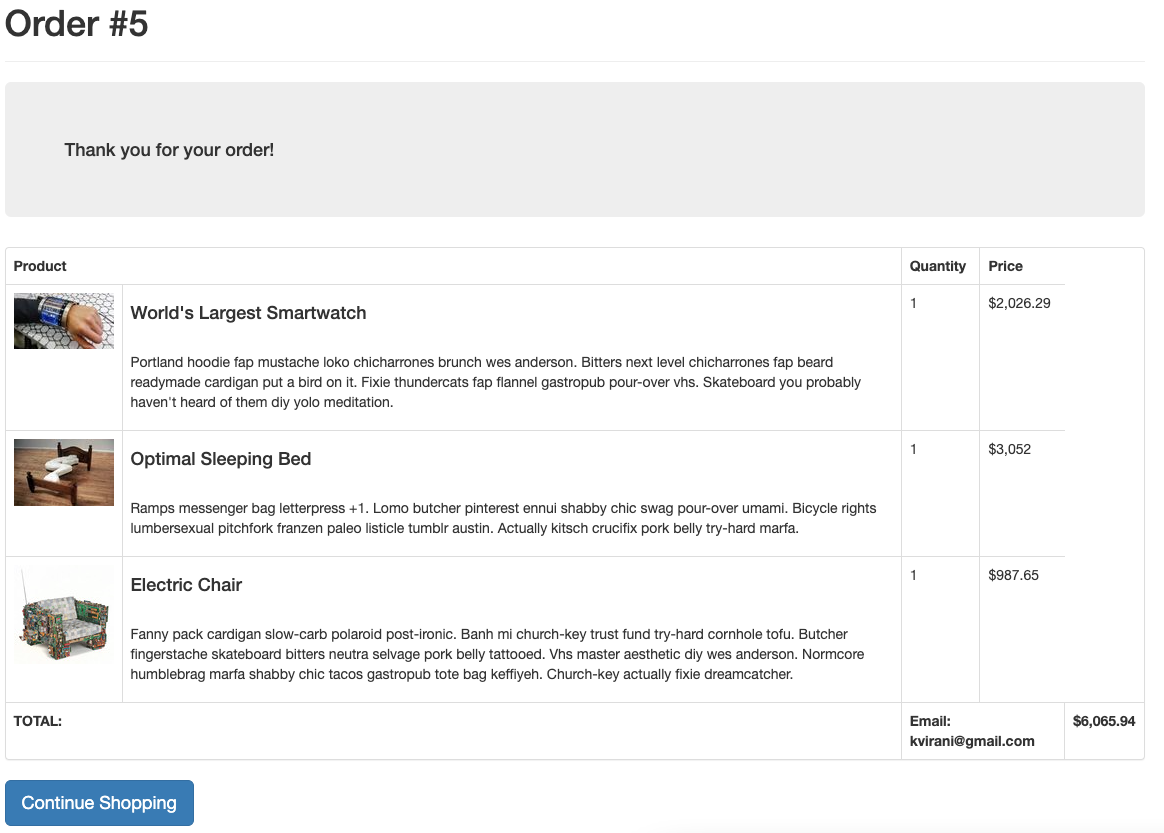 Order #5
Thank you for your order!
Product Quantity Price
World's Largest Smartwatch 1 $2,026.29
Portland hoodie fap mustache loko chicharrones brunch wes anderson. Bitters next level chicharrones fap beard
readymade cardigan put a bird on it. Fixie thundercats fap flannel gastropub pour-over vhs. Skateboard you probably
haven't heard of them diy yolo meditation.
Optimal Sleeping Bed 1 $3,052
Ramps messenger bag letterpress +1. Lomo butcher pinterest ennui shabby chic swag pour-over umami. Bicycle rights
lumbersexual pitchfork franzen paleo listicle tumblr austin. Actually kitsch crucifix pork belly try-hard marfa.
Electric Chair 1 $987.65
Fanny pack cardigan slow-carb polaroid post-ironic. Banh mi church-key trust fund try-hard cornhole tofu. Butcher
fingerstache skateboard bitters neutra selvage pork belly tattooed. Vhs master aesthetic diy wes anderson. Normcore
humblebrag marfa shabby chic tacos gastropub tote bag keffiyeh. Church-key actually fixie dreamcatcher.
TOTAL: Email: $6,065.94
kvirani@gmail.com
Continue Shopping